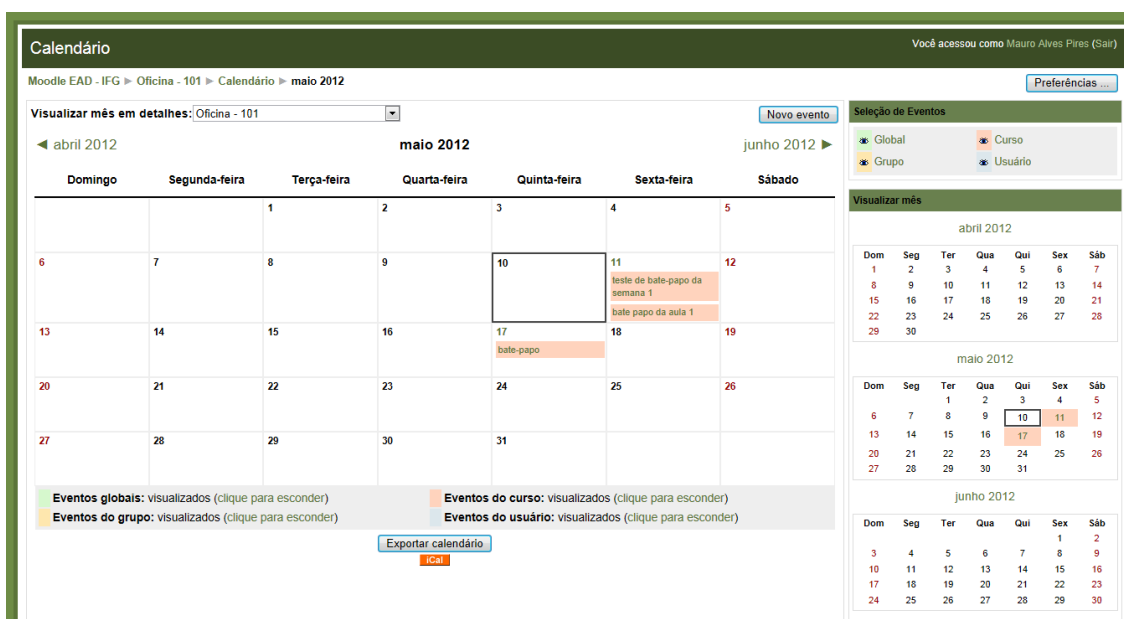 Calendário
Você acessou como Mauro Alves Pires (Sair)
Moodle EAD - IFG ► Oficina - 101 ► Calendário ► maio 2012
Preferências ...
Visualizar mês em detalhes: Oficina - 101
Novo evento
◄ abril 2012 maio 2012 junho 2012 ►
Domingo Segunda-feira Terça-feira Quarta-feira Quinta-feira Sexta-feira Sábado
1 2 3 4 5
6 7 8 9 10 11 12
teste de bate-papo da
semana 1
bate papo da aula 1
13 14 15 16 17 18 19
bate-papo
20 21 22 23 24 25 26
27 28 29 30 31
Eventos globais: visualizados (clique para esconder) Eventos do curso: visualizados (clique para esconder)
Eventos do grupo: visualizados (clique para esconder) Eventos do usuário: visualizados (clique para esconder)
Exportar calendário
iCal
Seleção de Eventos
Global Curso
Grupo Usuário
Visualizar mês
abril 2012
Dom Seg Ter Qua Qui Sex Sáb
1 2 3 4 5 6 7
8 9 10 11 12 13 14
15 16 17 18 19 20 21
22 23 24 25 26 27 28
29 30
maio 2012
Dom Seg Ter Qua Qui Sex Sáb
1 2 3 4 5
6 7 8 9 10 11 12
13 14 15 16 17 18 19
20 21 22 23 24 25 26
27 28 29 30 31
junho 2012
Dom Seg Ter Qua Qui Sex Sáb
1 2
3 4 5 6 7 8 9
10 11 12 13 14 15 16
17 18 19 20 21 22 23
24 25 26 27 28 29 30